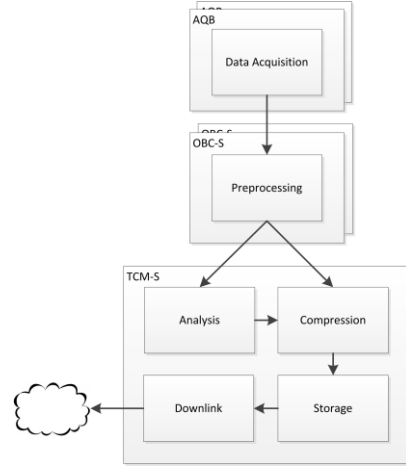 AQB
Data Acquisition
OBC-S
Preprocessing
TCM-S
Analysis
Compression
Downlink
Storage